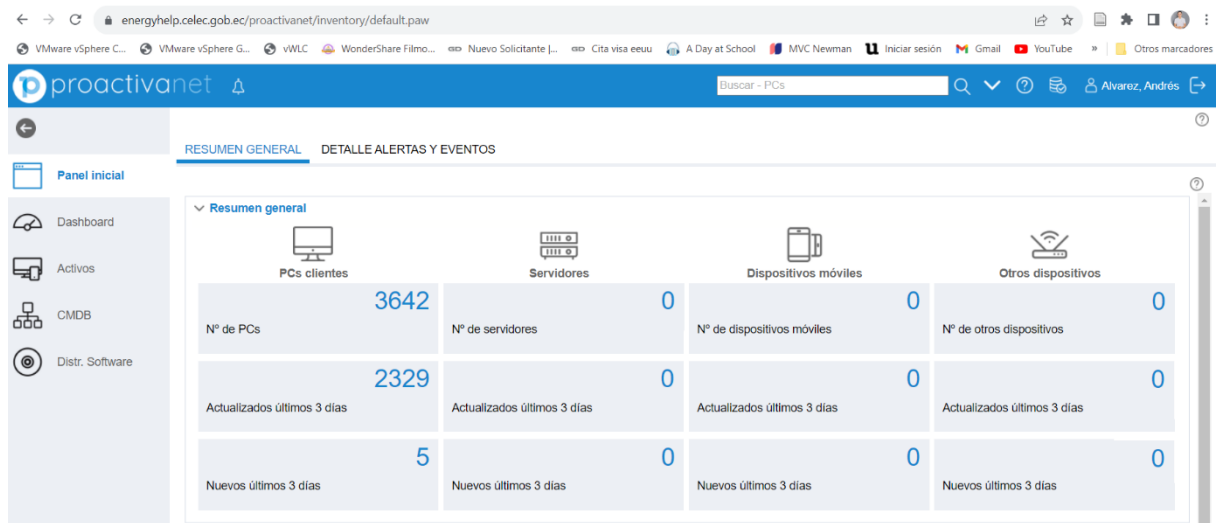 energyhelp.celec.gob.ec/proactivanet/inventory/default.paw
VMware vSphere C... VMware vSphere G... vWLC WonderShare Filmo... Nuevo Solicitante |... Cita visa eeuu A Day at School MVC Newman Iniciar sesión Gmail YouTube » Otros marcadores
proactivanet Buscar - PCs Alvarez, Andrés
RESUMEN GENERAL DETALLE ALERTAS Y EVENTOS
Panel inicial
Dashboard
Activos
CMDB
Distr. Software
Resumen general
PCs clientes Servidores Dispositivos móviles Otros dispositivos
3642 0 0 0
Nº de PCs Nº de servidores Nº de dispositivos móviles Nº de otros dispositivos
2329 0 0 0
Actualizados últimos 3 días Actualizados últimos 3 días Actualizados últimos 3 días Actualizados últimos 3 días
5 0 0 0
Nuevos últimos 3 días Nuevos últimos 3 días Nuevos últimos 3 días Nuevos últimos 3 días